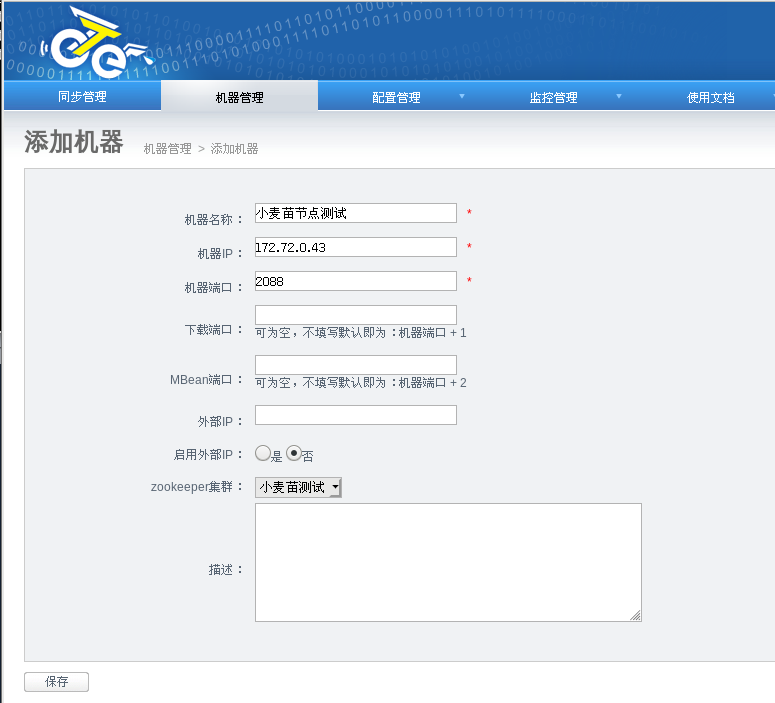 同步管理 机器管理 配置管理 监控管理 使用文档
添加机器 机器管理 > 添加机器
机器名称： 小麦苗节点测试 *
机器IP： 172.72.0.43 *
机器端口： 2088 *
下载端口：
可为空，不填写默认即为：机器端口 + 1
MBean端口：
可为空，不填写默认即为：机器端口 + 2
外部IP：
启用外部IP： 是 否
zookeeper集群： 小麦苗测试
描述：
保存